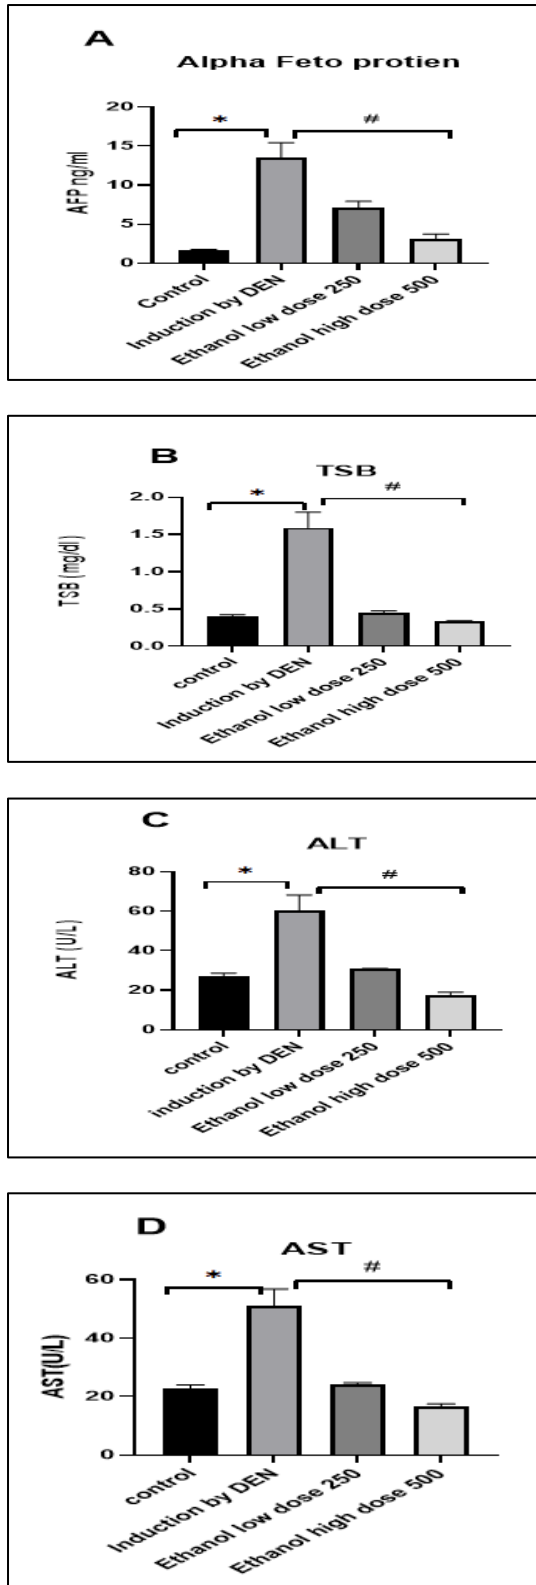 A
Alpha Feto protien
20
15
10
5
0
AFP ng/ml
*
#
Control
Induction by DEN
Ethanol low dose 250
Ethanol high dose 500
B
TSB
2.0
1.5
1.0
0.5
0.0
TSB (mg/dl)
*
#
control
Induction by DEN
Ethanol low dose 250
Ethanol high dose 500
C
ALT
80
60
40
20
0
ALT (U/L)
*
#
control
induction by DEN
Ethanol low dose 250
Ethanol high dose 500
D
AST
60
40
20
0
AST(U/L)
*
#
control
Induction by DEN
Ethanol low dose 250
Ethanol high dose 500